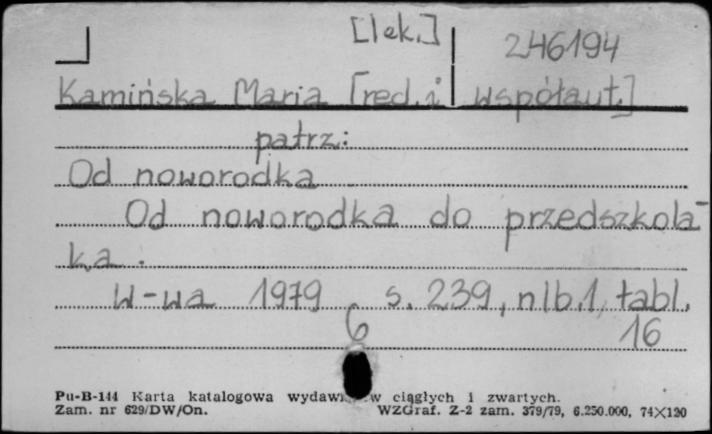 [lek.]
246194
Kamińska Maria [red. i współaut.]
patrz:
Od noworodka
Od noworodka do przedszkola-
ka.
W-wa 1979 s. 239, nlb. 1, tabl.
6 16
Pu-B-144 Karta katalogowa ciągłych i zwartych.
Zam. nr 629/DW/On. WZGraf. Z-2 zam. 379/79, 6.250.000, 74×120